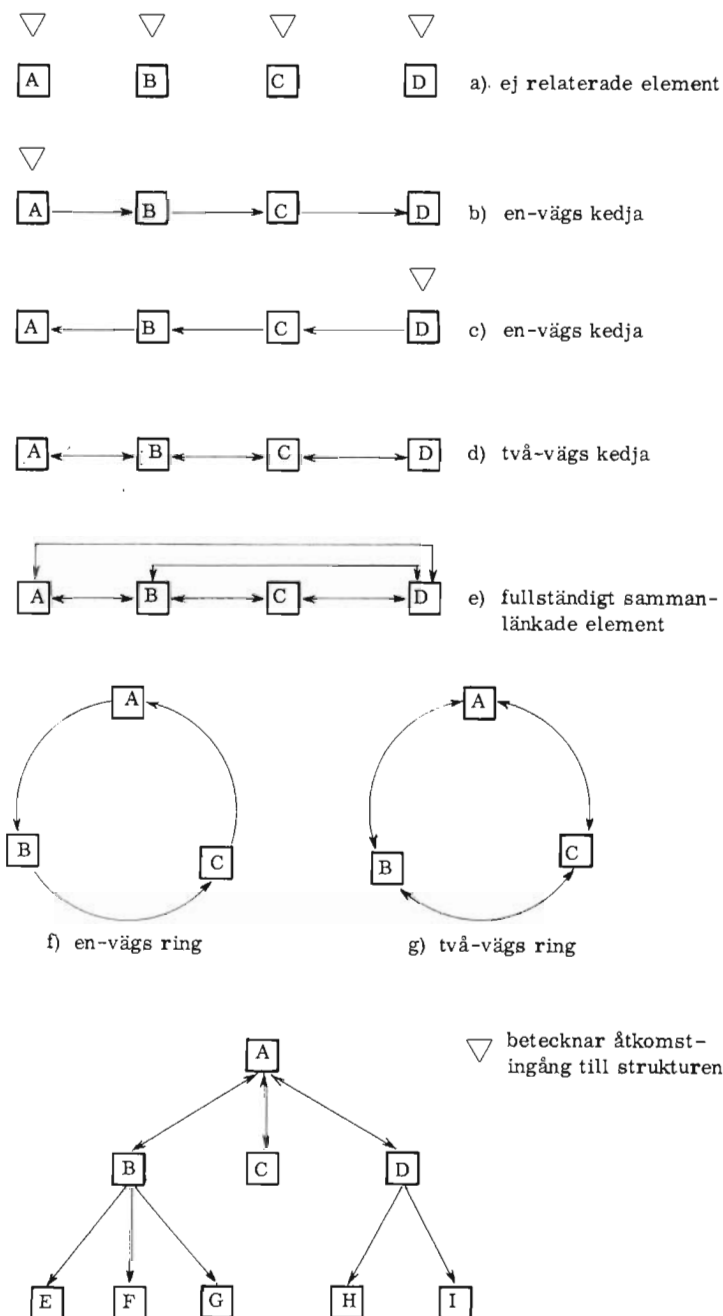 A B C D a). ej relaterade element
A B C D b) en-vägs kedja
A B C D c) en-vägs kedja
A B C D d) två-vägs kedja
A B C D e) fullständigt samman-
länkade element
A
B
C
f) en-vägs ring
A
B
C
g) två-vägs ring
betecknar åtkomst-
ingång till strukturen
A
B C D
E F G H I